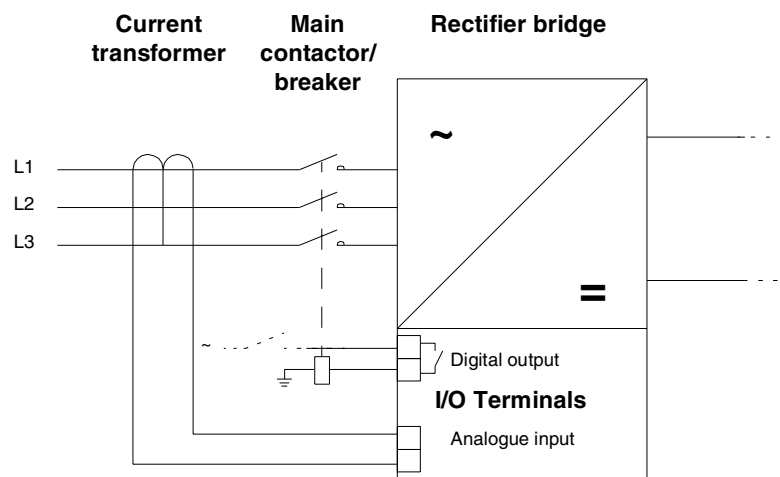 Current
transformer
Main
contactor/
breaker
Rectifier bridge
~
L1
L2
L3
=
~
Digital output
I/O Terminals
Analogue input